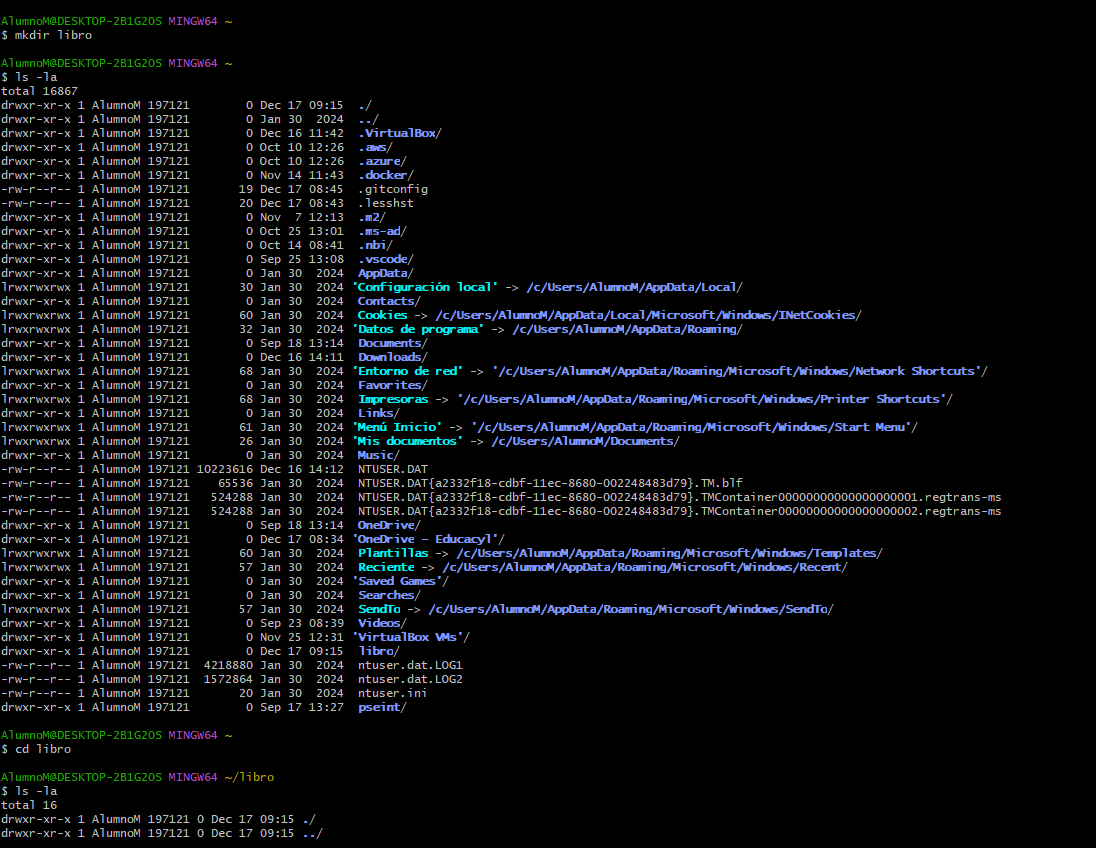 AlumnoM@DESKTOP-2B1G2OS MINGW64 ~
$ mkdir libro
AlumnoM@DESKTOP-2B1G2OS MINGW64 ~
$ ls -la
total 16867
drwxr-xr-x 1 AlumnoM 197121        0 Dec 17 09:15  ./
drwxr-xr-x 1 AlumnoM 197121        0 Jan 30  2024  ../
drwxr-xr-x 1 AlumnoM 197121        0 Dec 16 11:42  .VirtualBox/
drwxr-xr-x 1 AlumnoM 197121        0 Oct 10 12:26  .aws/
drwxr-xr-x 1 AlumnoM 197121        0 Oct 10 12:26  .azure/
drwxr-xr-x 1 AlumnoM 197121        0 Nov 14 11:43  .docker/
-rw-r--r-- 1 AlumnoM 197121       19 Dec 17 08:45  .gitconfig
-rw-r--r-- 1 AlumnoM 197121       20 Dec 17 08:43  .lesshst
drwxr-xr-x 1 AlumnoM 197121        0 Nov  7 12:13  .m2/
drwxr-xr-x 1 AlumnoM 197121        0 Oct 25 13:01  .ms-ad/
drwxr-xr-x 1 AlumnoM 197121        0 Oct 14 08:41  .nbi/
drwxr-xr-x 1 AlumnoM 197121        0 Sep 25 13:08  .vscode/
drwxr-xr-x 1 AlumnoM 197121        0 Jan 30  2024  AppData/
lrwxrwxrwx 1 AlumnoM 197121       30 Jan 30  2024 'Configuración local' -> /c/Users/AlumnoM/AppData/Local/
drwxr-xr-x 1 AlumnoM 197121        0 Jan 30  2024  Contacts/
lrwxrwxrwx 1 AlumnoM 197121       60 Jan 30  2024  Cookies -> /c/Users/AlumnoM/AppData/Local/Microsoft/Windows/INetCookies/
lrwxrwxrwx 1 AlumnoM 197121       32 Jan 30  2024 'Datos de programa' -> /c/Users/AlumnoM/AppData/Roaming/
drwxr-xr-x 1 AlumnoM 197121        0 Sep 18 13:14  Documents/
drwxr-xr-x 1 AlumnoM 197121        0 Dec 16 14:11  Downloads/
lrwxrwxrwx 1 AlumnoM 197121       68 Jan 30  2024 'Entorno de red' -> '/c/Users/AlumnoM/AppData/Roaming/Microsoft/Windows/Network Shortcuts'/
drwxr-xr-x 1 AlumnoM 197121        0 Jan 30  2024  Favorites/
lrwxrwxrwx 1 AlumnoM 197121       68 Jan 30  2024  Impresoras -> '/c/Users/AlumnoM/AppData/Roaming/Microsoft/Windows/Printer Shortcuts'/
drwxr-xr-x 1 AlumnoM 197121        0 Jan 30  2024  Links/
lrwxrwxrwx 1 AlumnoM 197121       61 Jan 30  2024 'Menú Inicio' -> '/c/Users/AlumnoM/AppData/Roaming/Microsoft/Windows/Start Menu'/
lrwxrwxrwx 1 AlumnoM 197121       26 Jan 30  2024 'Mis documentos' -> /c/Users/AlumnoM/Documents/
drwxr-xr-x 1 AlumnoM 197121        0 Jan 30  2024  Music/
-rw-r--r-- 1 AlumnoM 197121 10223616 Dec 16 14:12  NTUSER.DAT
-rw-r--r-- 1 AlumnoM 197121    65536 Jan 30  2024  NTUSER.DAT{a2332f18-cdbf-11ec-8680-002248483d79}.TM.blf
-rw-r--r-- 1 AlumnoM 197121   524288 Jan 30  2024  NTUSER.DAT{a2332f18-cdbf-11ec-8680-002248483d79}.TMContainer00000000000000000001.regtrans-ms
-rw-r--r-- 1 AlumnoM 197121   524288 Jan 30  2024  NTUSER.DAT{a2332f18-cdbf-11ec-8680-002248483d79}.TMContainer00000000000000000002.regtrans-ms
drwxr-xr-x 1 AlumnoM 197121        0 Sep 18 13:14  OneDrive/
drwxr-xr-x 1 AlumnoM 197121        0 Dec 17 08:34 'OneDrive - Educacyl'/
lrwxrwxrwx 1 AlumnoM 197121       60 Jan 30  2024  Plantillas -> /c/Users/AlumnoM/AppData/Roaming/Microsoft/Windows/Templates/
lrwxrwxrwx 1 AlumnoM 197121       57 Jan 30  2024  Reciente -> /c/Users/AlumnoM/AppData/Roaming/Microsoft/Windows/Recent/
drwxr-xr-x 1 AlumnoM 197121        0 Jan 30  2024 'Saved Games'/
drwxr-xr-x 1 AlumnoM 197121        0 Jan 30  2024  Searches/
lrwxrwxrwx 1 AlumnoM 197121       57 Jan 30  2024  SendTo -> /c/Users/AlumnoM/AppData/Roaming/Microsoft/Windows/SendTo/
drwxr-xr-x 1 AlumnoM 197121        0 Sep 23 08:39  Videos/
drwxr-xr-x 1 AlumnoM 197121        0 Nov 25 12:31 'VirtualBox VMs'/
drwxr-xr-x 1 AlumnoM 197121        0 Dec 17 09:15  libro/
-rw-r--r-- 1 AlumnoM 197121  4218880 Jan 30  2024  ntuser.dat.LOG1
-rw-r--r-- 1 AlumnoM 197121  1572864 Jan 30  2024  ntuser.dat.LOG2
-rw-r--r-- 1 AlumnoM 197121       20 Jan 30  2024  ntuser.ini
drwxr-xr-x 1 AlumnoM 197121        0 Sep 17 13:27  pseint/
AlumnoM@DESKTOP-2B1G2OS MINGW64 ~
$ cd libro
AlumnoM@DESKTOP-2B1G2OS MINGW64 ~/libro
$ ls -la
total 16
drwxr-xr-x 1 AlumnoM 197121 0 Dec 17 09:15 ./
drwxr-xr-x 1 AlumnoM 197121 0 Dec 17 09:15 ../